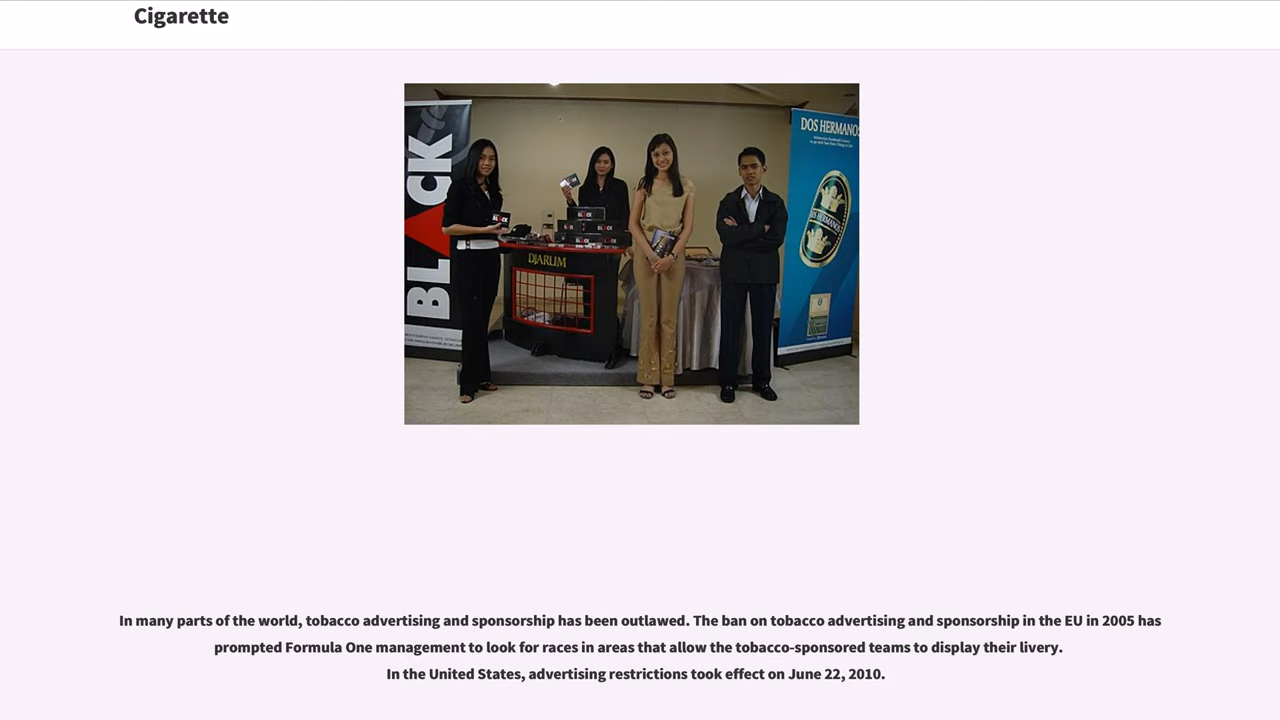 Cigarette
BLACK
DJARUM
BLACK
DOS HERMANOS
DOS HERMANOS
In many parts of the world, tobacco advertising and sponsorship has been outlawed. The ban on tobacco advertising and sponsorship in the EU in 2005 has
prompted Formula One management to look for races in areas that allow the tobacco-sponsored teams to display their livery.
In the United States, advertising restrictions took effect on June 22, 2010.